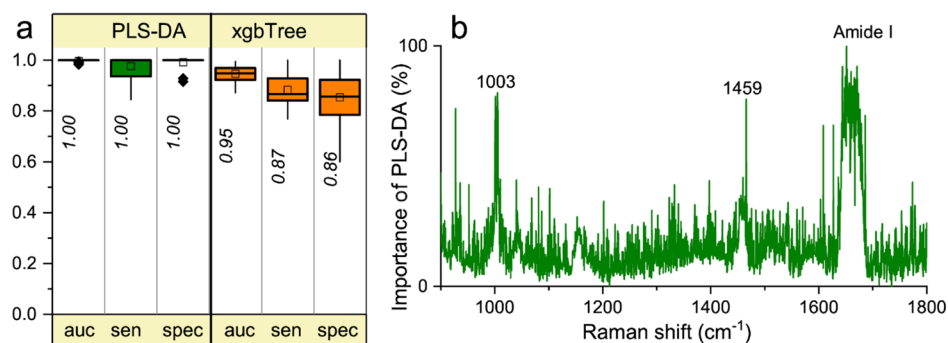 a
PLS-DA
xgbTree
1.0
0.8
0.6
0.4
0.2
0.0
1.00
1.00
1.00
0.95
0.87
0.86
auc
sen
spec
auc
sen
spec
b
Amide I
1003
1459
100
0
Importance of PLS-DA (%)
1000
1200
1400
1600
1800
Raman shift (cm⁻¹)